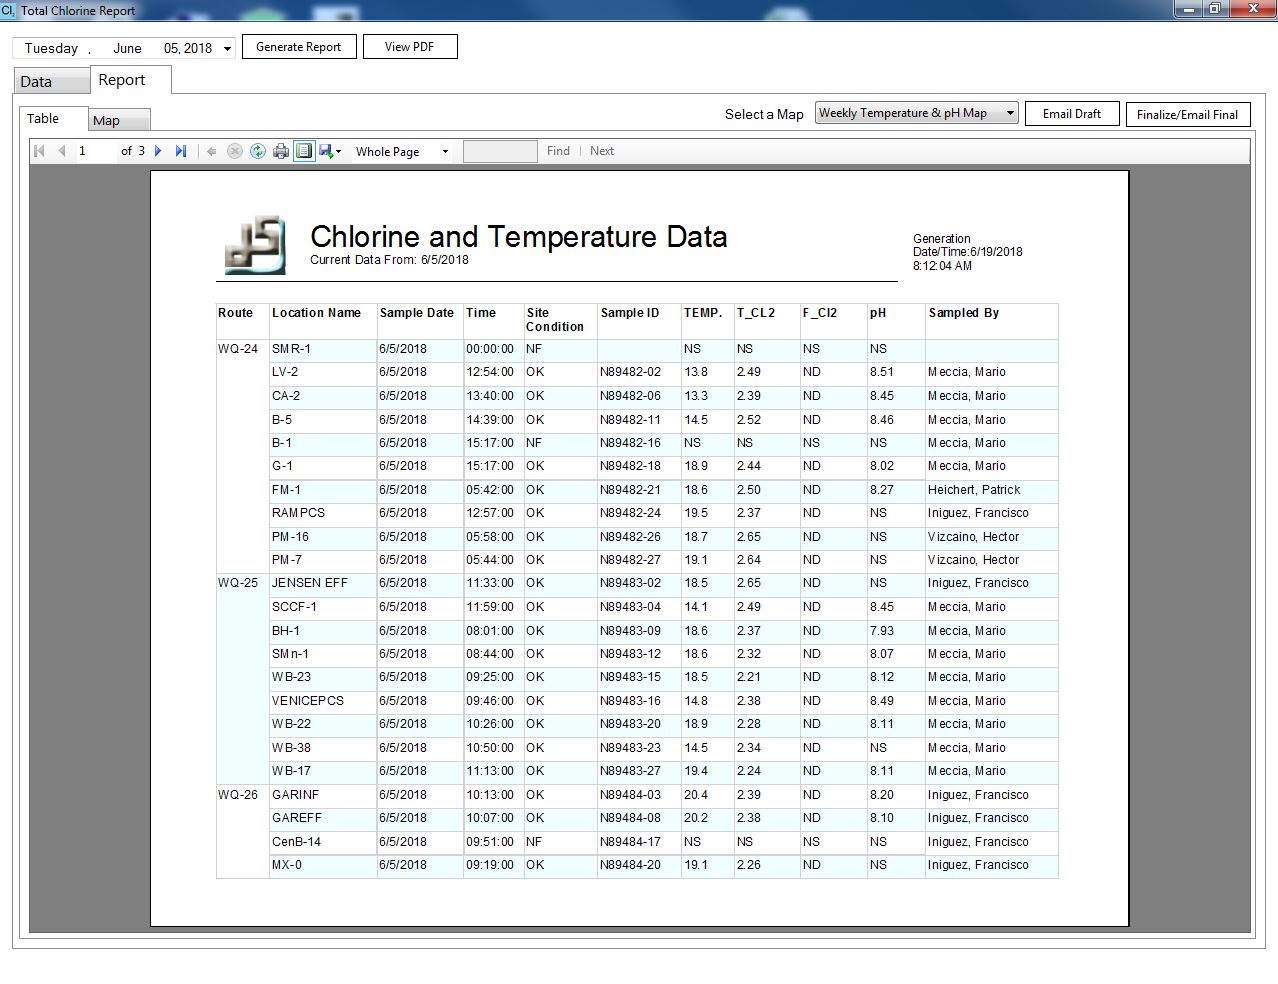 Total Chlorine Report
Tuesday , June 05, 2018 Generate Report View PDF
Data Report
Table Map Select a Map Weekly Temperature & pH Map Email Draft Finalize/Email Final
1 of 3 Whole Page Find | Next
Chlorine and Temperature Data
Current Data From: 6/5/2018
Generation
Date/Time:6/19/2018
8:12:04 AM
Route Location Name Sample Date Time Site Condition Sample ID TEMP. T_CL2 F_Cl2 pH Sampled By
WQ-24 SMR-1 6/5/2018 00:00:00 NF NS NS NS NS
LV-2 6/5/2018 12:54:00 OK N89482-02 13.8 2.49 ND 8.51 Meccia, Mario
CA-2 6/5/2018 13:40:00 OK N89482-06 13.3 2.39 ND 8.45 Meccia, Mario
B-5 6/5/2018 14:39:00 OK N89482-11 14.5 2.52 ND 8.46 Meccia, Mario
B-1 6/5/2018 15:17:00 NF N89482-16 NS NS NS NS Meccia, Mario
G-1 6/5/2018 15:17:00 OK N89482-18 18.9 2.44 ND 8.02 Meccia, Mario
FM-1 6/5/2018 05:42:00 OK N89482-21 18.6 2.50 ND 8.27 Heichert, Patrick
RAMPCS 6/5/2018 12:57:00 OK N89482-24 19.5 2.37 ND NS Iniguez, Francisco
PM-16 6/5/2018 05:58:00 OK N89482-26 18.7 2.65 ND NS Vizcaino, Hector
PM-7 6/5/2018 05:44:00 OK N89482-27 19.1 2.64 ND NS Vizcaino, Hector
WQ-25 JENSEN EFF 6/5/2018 11:33:00 OK N89483-02 18.5 2.65 ND NS Iniguez, Francisco
SCCF-1 6/5/2018 11:59:00 OK N89483-04 14.1 2.49 ND 8.45 Meccia, Mario
BH-1 6/5/2018 08:01:00 OK N89483-09 18.6 2.37 ND 7.93 Meccia, Mario
SMn-1 6/5/2018 08:44:00 OK N89483-12 18.6 2.32 ND 8.07 Meccia, Mario
WB-23 6/5/2018 09:25:00 OK N89483-15 18.5 2.21 ND 8.12 Meccia, Mario
VENICEPCS 6/5/2018 09:46:00 OK N89483-16 14.8 2.38 ND 8.49 Meccia, Mario
WB-22 6/5/2018 10:26:00 OK N89483-20 18.9 2.28 ND 8.11 Meccia, Mario
WB-38 6/5/2018 10:50:00 OK N89483-23 14.5 2.34 ND NS Meccia, Mario
WB-17 6/5/2018 11:13:00 OK N89483-27 19.4 2.24 ND 8.11 Meccia, Mario
WQ-26 GARINF 6/5/2018 10:13:00 OK N89484-03 20.4 2.39 ND 8.20 Iniguez, Francisco
GAREFF 6/5/2018 10:07:00 OK N89484-08 20.2 2.38 ND 8.10 Iniguez, Francisco
CenB-14 6/5/2018 09:51:00 NF N89484-17 NS NS NS NS Iniguez, Francisco
MX-0 6/5/2018 09:19:00 OK N89484-20 19.1 2.26 ND NS Iniguez, Francisco